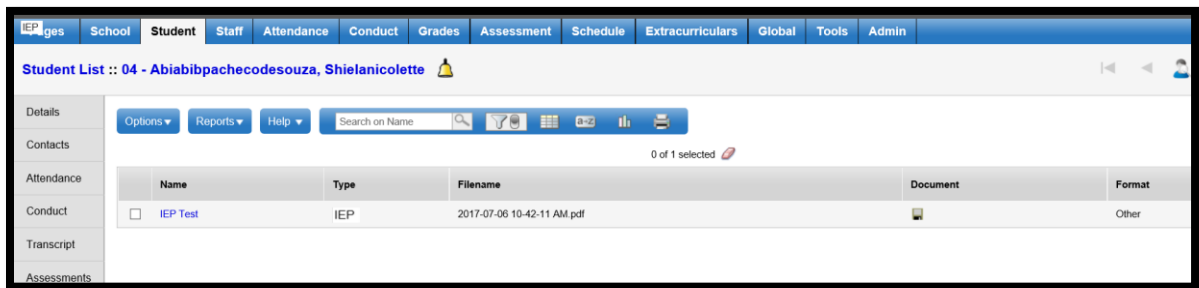 IEP ges School Student Staff Attendance Conduct Grades Assessment Schedule Extracurriculars Global Tools Admin
Student List :: 04 - Abiabibpachecodesouza, Shielanicolette
Details
Options Reports Help Search on Name a-z
Contacts
0 of 1 selected
Attendance
Name Type Filename Document Format
Conduct
IEP Test IEP 2017-07-06 10-42-11 AM.pdf Other
Transcript
Assessments